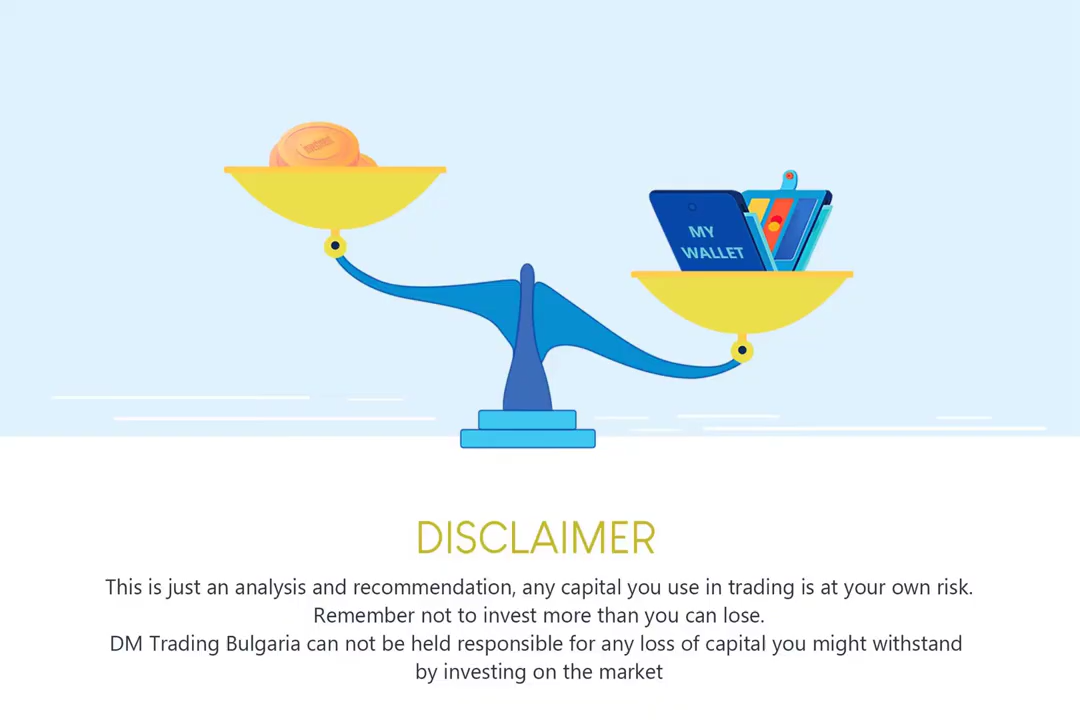 MY
WALLET
DISCLAIMER
This is just an analysis and recommendation, any capital you use in trading is at your own risk.
Remember not to invest more than you can lose.
DM Trading Bulgaria can not be held responsible for any loss of capital you might withstand
by investing on the market